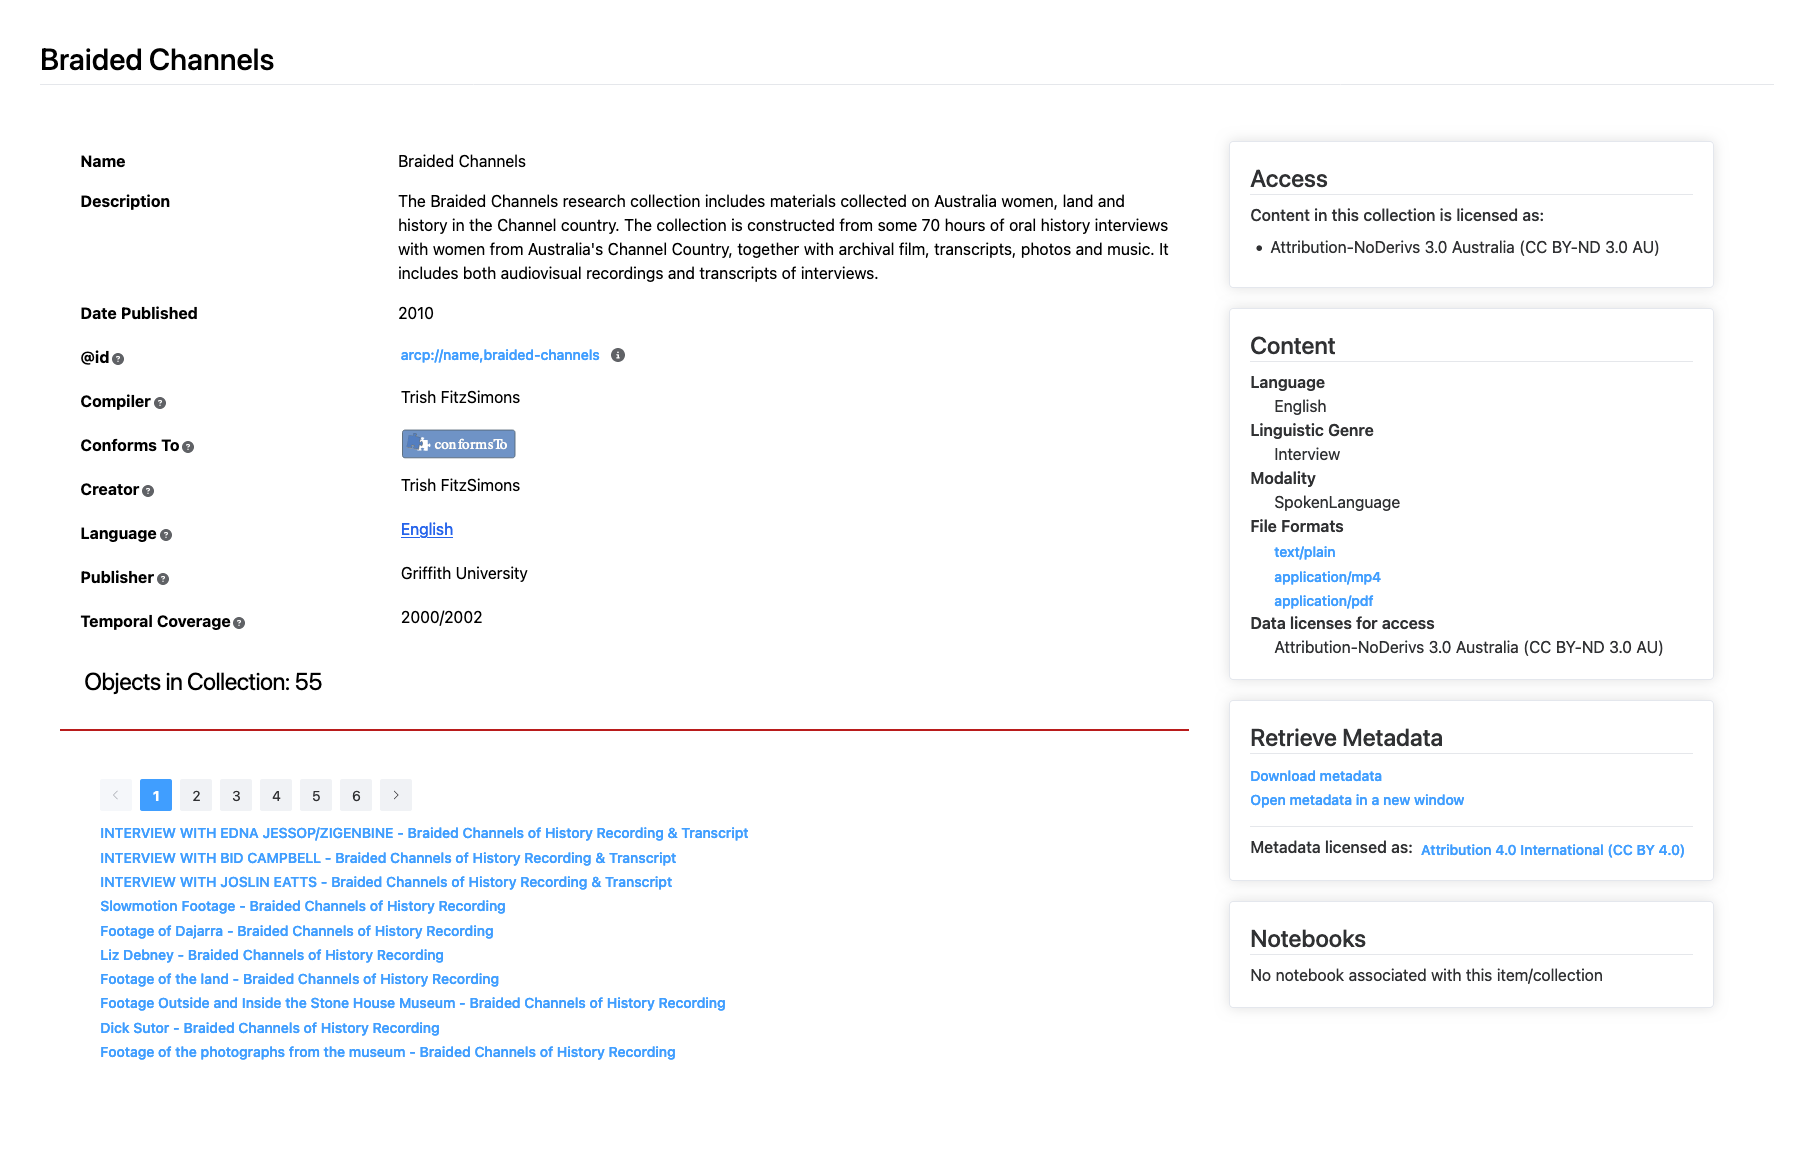 Braided Channels
Name
Braided Channels
Description
The Braided Channels research collection includes materials collected on Australia women, land and
history in the Channel country. The collection is constructed from some 70 hours of oral history interviews
with women from Australia's Channel Country, together with archival film, transcripts, photos and music. It
includes both audiovisual recordings and transcripts of interviews.
Date Published
2010
@id
arcp://name,braided-channels
Compiler
Trish FitzSimons
Conforms To
conformsTo
Creator
Trish FitzSimons
Language
English
Publisher
Griffith University
Temporal Coverage
2000/2002
Objects in Collection: 55
1 2 3 4 5 6
INTERVIEW WITH EDNA JESSOP/ZIGENBINE - Braided Channels of History Recording & Transcript
INTERVIEW WITH BID CAMPBELL - Braided Channels of History Recording & Transcript
INTERVIEW WITH JOSLIN EATTS - Braided Channels of History Recording & Transcript
Slowmotion Footage - Braided Channels of History Recording
Footage of Dajarra - Braided Channels of History Recording
Liz Debney - Braided Channels of History Recording
Footage of the land - Braided Channels of History Recording
Footage Outside and Inside the Stone House Museum - Braided Channels of History Recording
Dick Sutor - Braided Channels of History Recording
Footage of the photographs from the museum - Braided Channels of History Recording
Access
Content in this collection is licensed as:
• Attribution-NoDerivs 3.0 Australia (CC BY-ND 3.0 AU)
Content
Language
English
Linguistic Genre
Interview
Modality
SpokenLanguage
File Formats
text/plain
application/mp4
application/pdf
Data licenses for access
Attribution-NoDerivs 3.0 Australia (CC BY-ND 3.0 AU)
Retrieve Metadata
Download metadata
Open metadata in a new window
Metadata licensed as: Attribution 4.0 International (CC BY 4.0)
Notebooks
No notebook associated with this item/collection